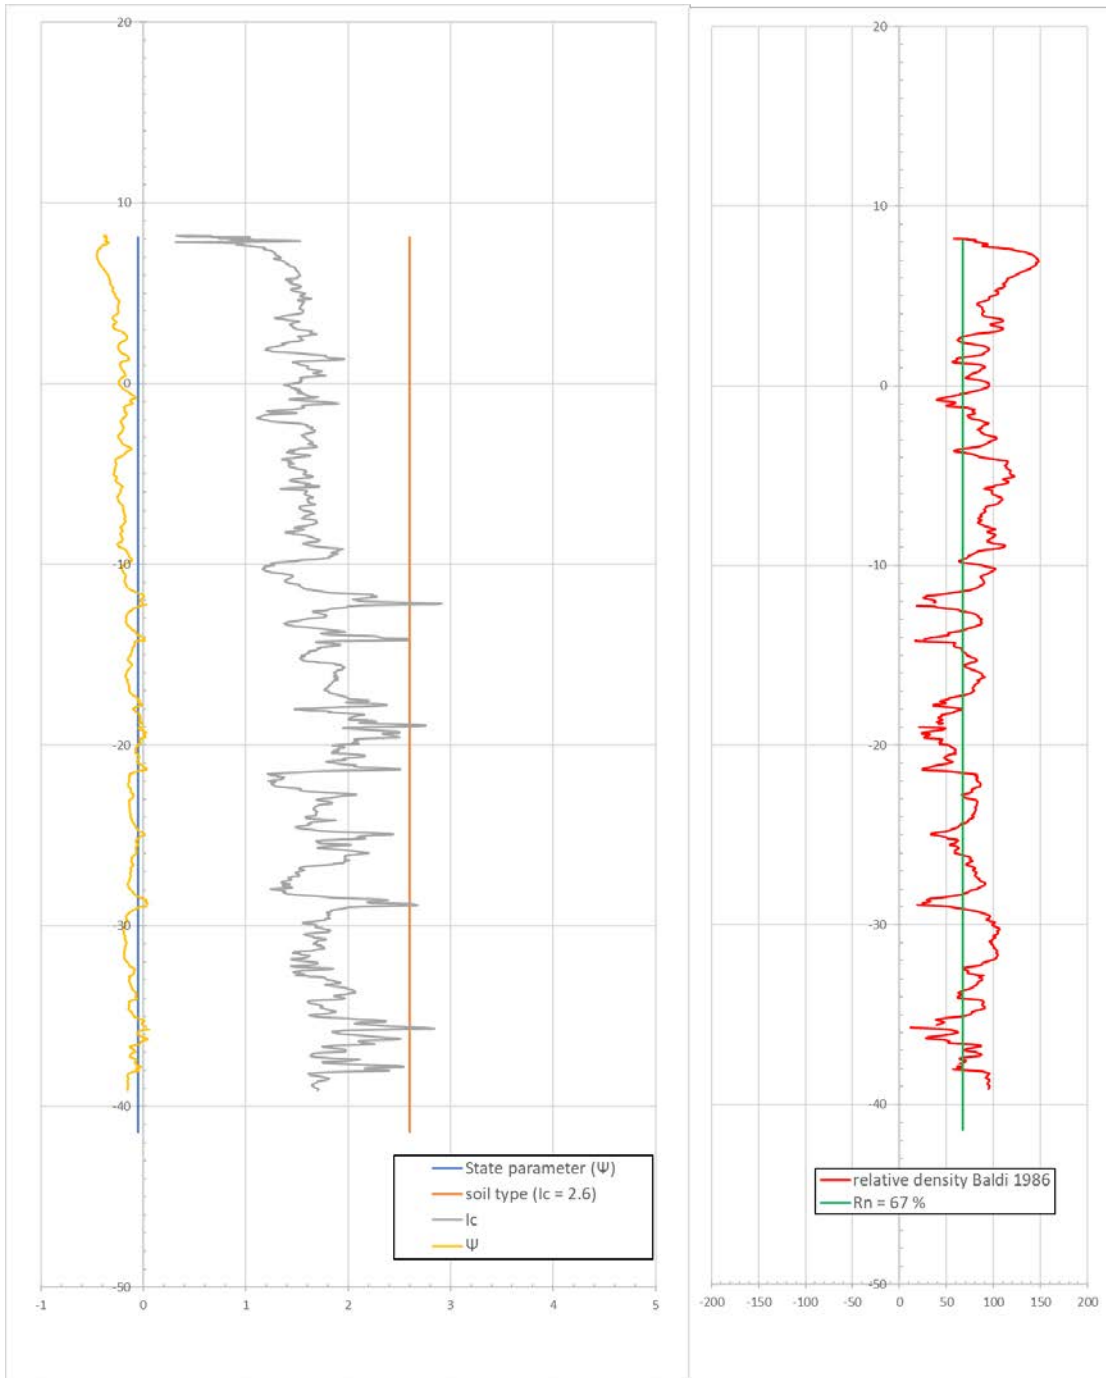 20
10
0
-10
-20
-30
-40
-50
-1 0 1 2 3 4 5
State parameter (Ψ)
soil type (Ic = 2.6)
Ic
Ψ
20
10
0
-10
-20
-30
-40
-50
-200 -150 -100 -50 0 50 100 150 200
relative density Baldi 1986
Rn = 67 %